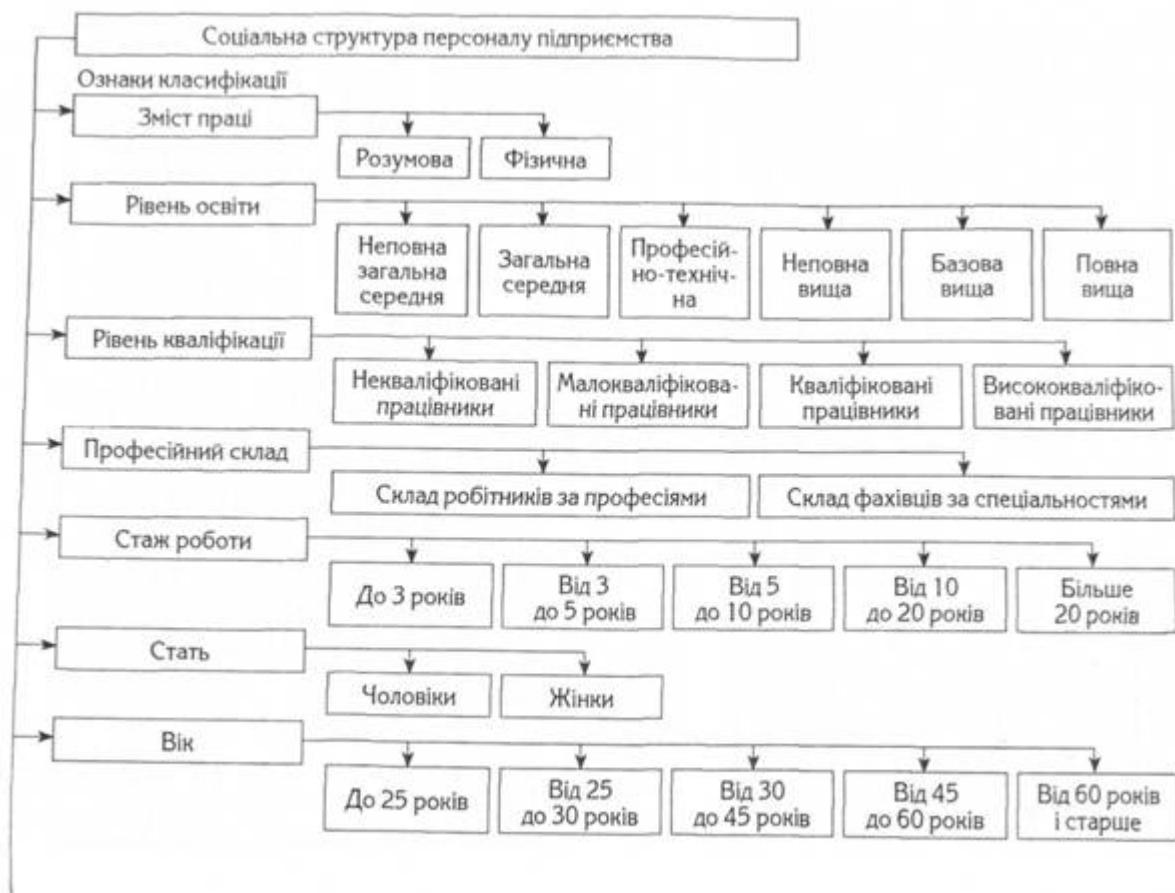 Соціальна структура персоналу підприємства
Ознаки класифікації
Зміст праці
Розумова
Фізична
Рівень освіти
Неповна
загальна
середня
Загальна
середня
Професій-
но-техніч-
на
Неповна
вища
Базова
вища
Повна
вища
Рівень кваліфікації
Некваліфіковані
працівники
Малокваліфікова-
ні працівники
Кваліфіковані
працівники
Висококваліфіко-
вані працівники
Професійний склад
Склад робітників за професіями
Склад фахівців за спеціальностями
Стаж роботи
До 3 років
Від 3
до 5 років
Від 5
до 10 років
Від 10
до 20 років
Більше
20 років
Стать
Чоловіки
Жінки
Вік
До 25 років
Від 25
до 30 років
Від 30
до 45 років
Від 45
до 60 років
Від 60 років
і старше